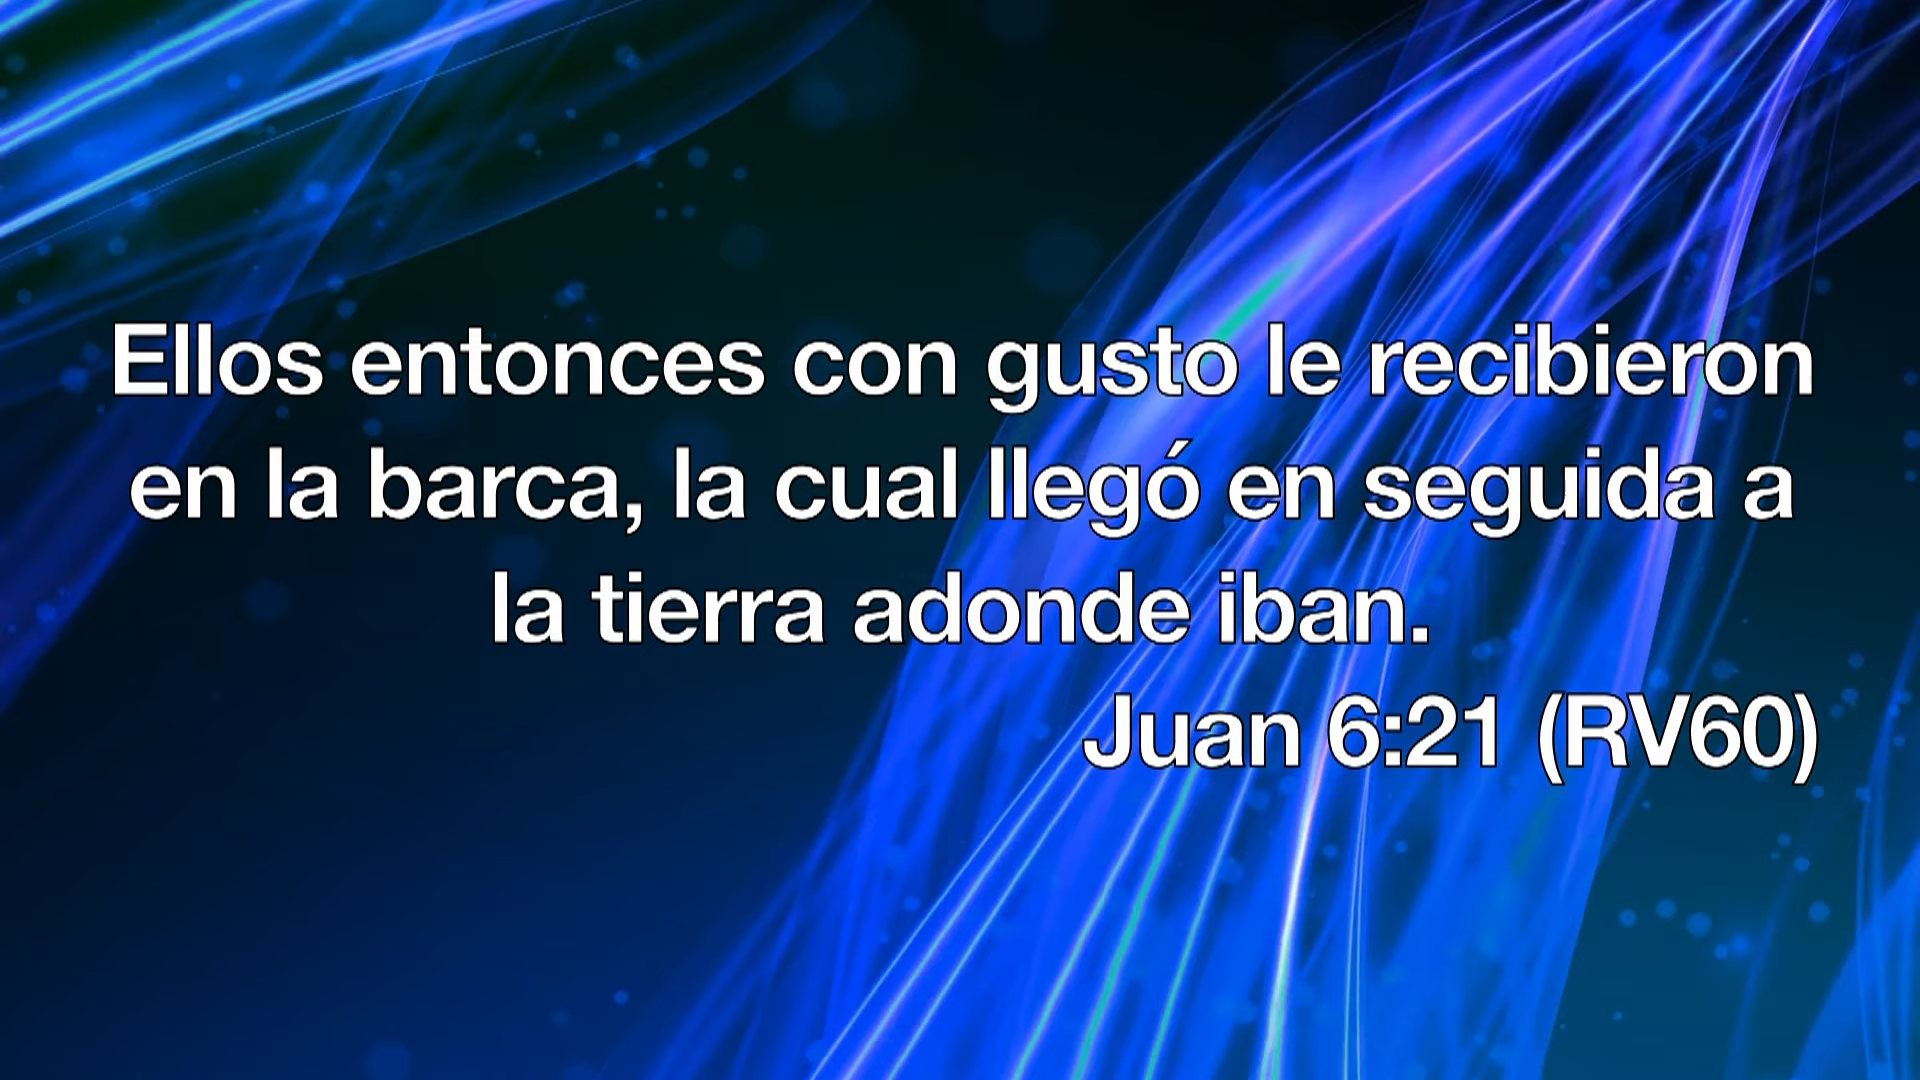 Ellos entonces con gusto le recibieron
en la barca, la cual llegó en seguida a
la tierra adonde iban.
Juan 6:21 (RV60)